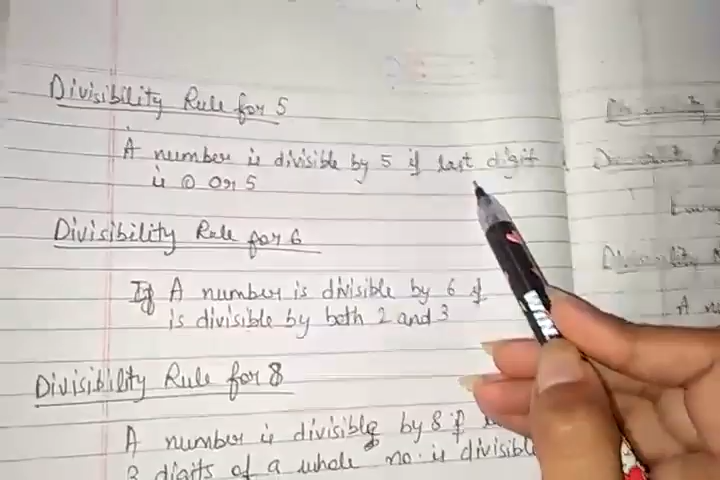 Divisibility Rule for 5
A number is divisible by 5 if last digit
is 0 or 5
Divisibility Rule for 6
If A number is divisible by 6 if
is divisible by both 2 and 3
Divisibility Rule for 8
A number is divisible by 8 if
3 digits of a whole no. is divisible